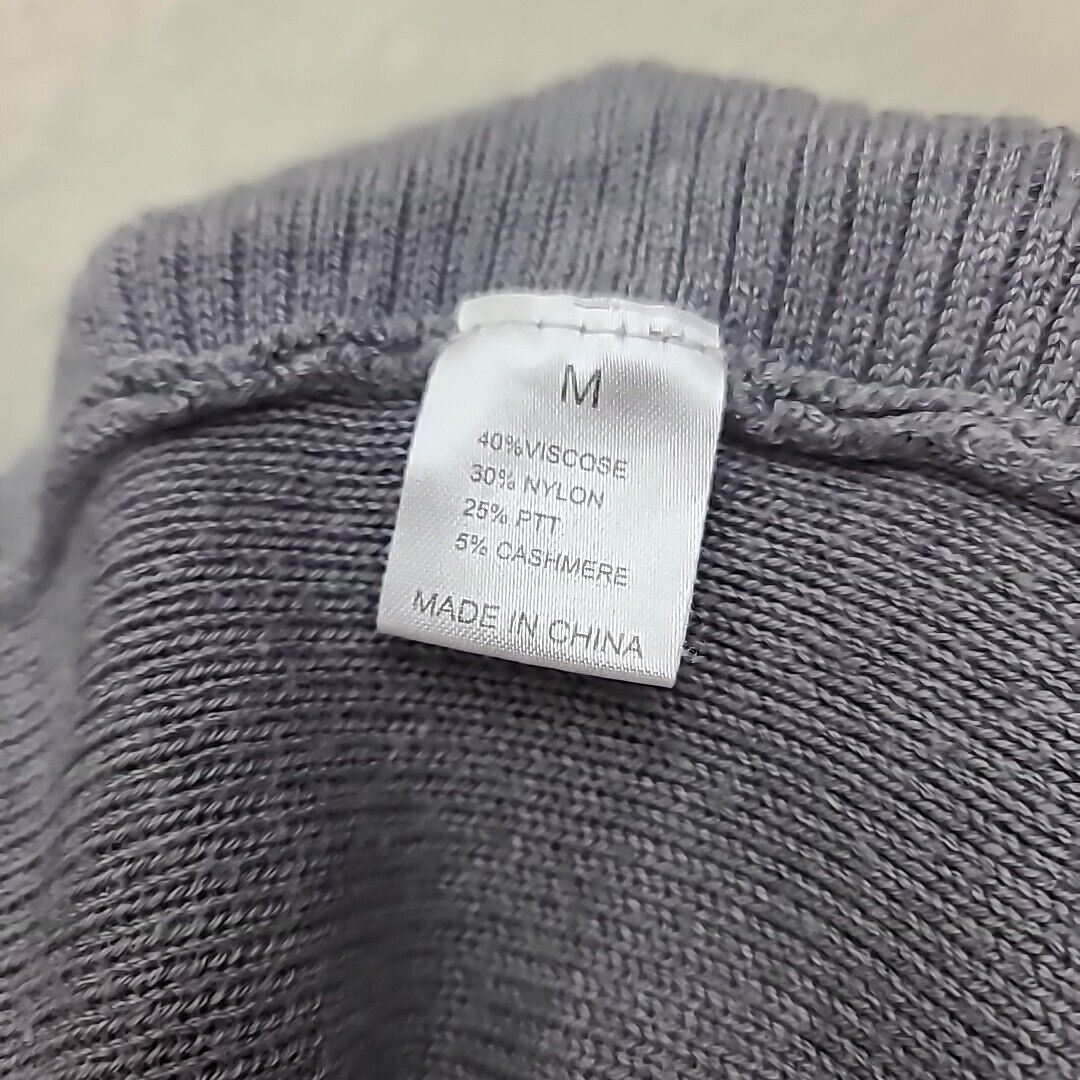 M
40%VISCOSE
30% NYLON
25% PTT
5% CASHMERE
MADE IN CHINA